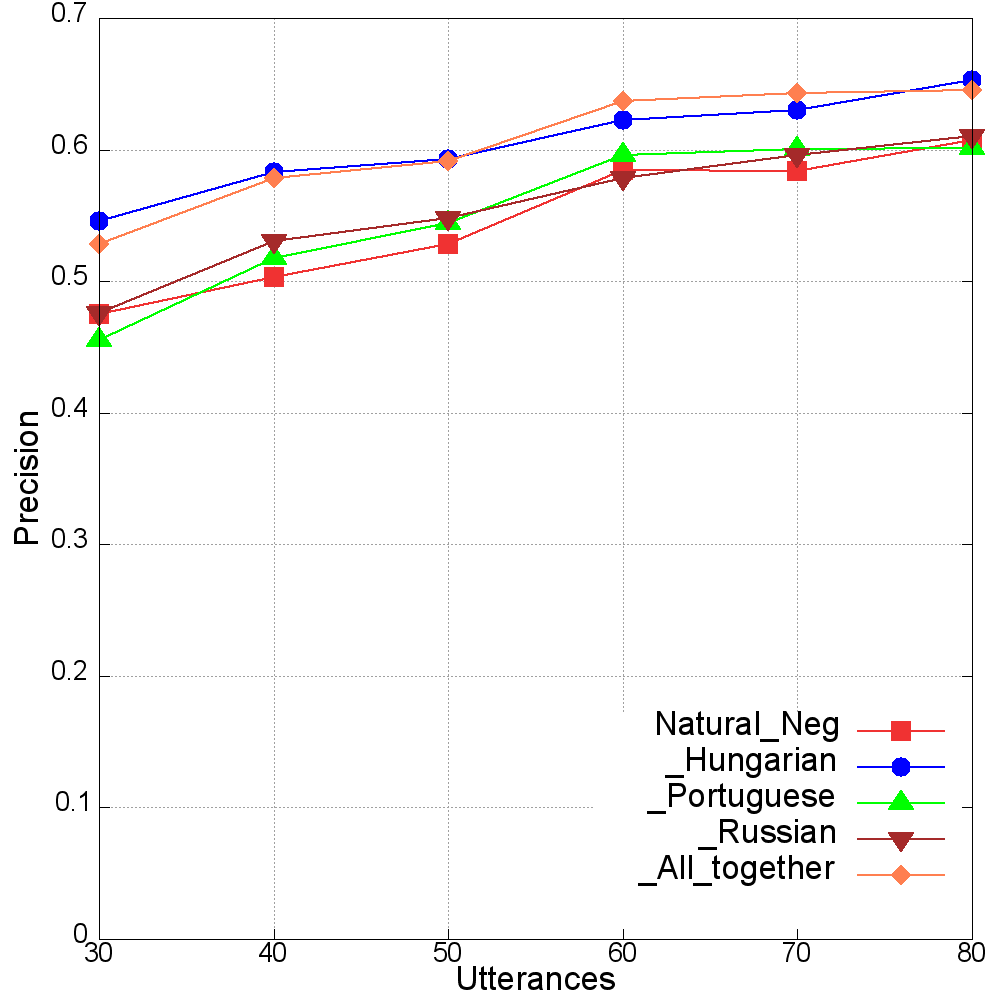 0.7
0.6
0.5
0.4
0.3
0.2
0.1
0
Precision
30 40 50 60 70 80
Utterances
Natural_Neg
_Hungarian
_Portuguese
_Russian
_All_together